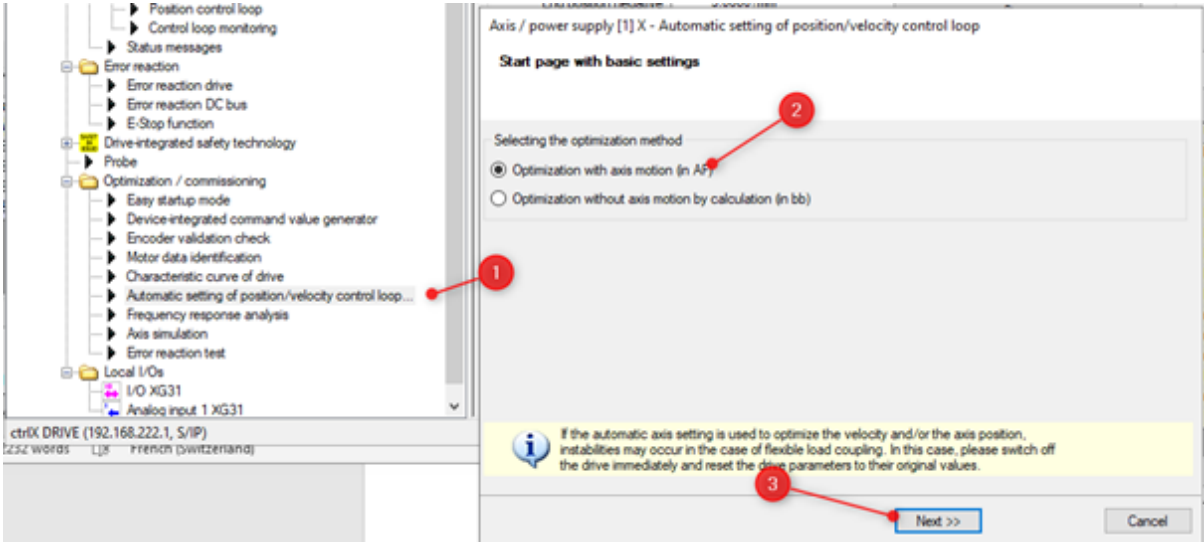 Position control loop
Control loop monitoring
Status messages
Error reaction
Error reaction drive
Error reaction DC bus
E-Stop function
Drive-integrated safety technology
Probe
Optimization / commissioning
Easy startup mode
Device-integrated command value generator
Encoder validation check
Motor data identification
Characteristic curve of drive
Automatic setting of position/velocity control loop...
Frequency response analysis
Axis simulation
Error reaction test
Local I/Os
I/O XG31
Analog input 1 XG31
ctrlX DRIVE (192.168.222.1, S/IP)
2232 words French (Switzerland)
End position negative
Axis / power supply [1] X - Automatic setting of position/velocity control loop
Start page with basic settings
2
Selecting the optimization method
Optimization with axis motion (in AF)
Optimization without axis motion by calculation (in bb)
1
If the automatic axis setting is used to optimize the velocity and/or the axis position,
instabilities may occur in the case of flexible load coupling. In this case, please switch off
the drive immediately and reset the drive parameters to their original values.
3
Next >>
Cancel